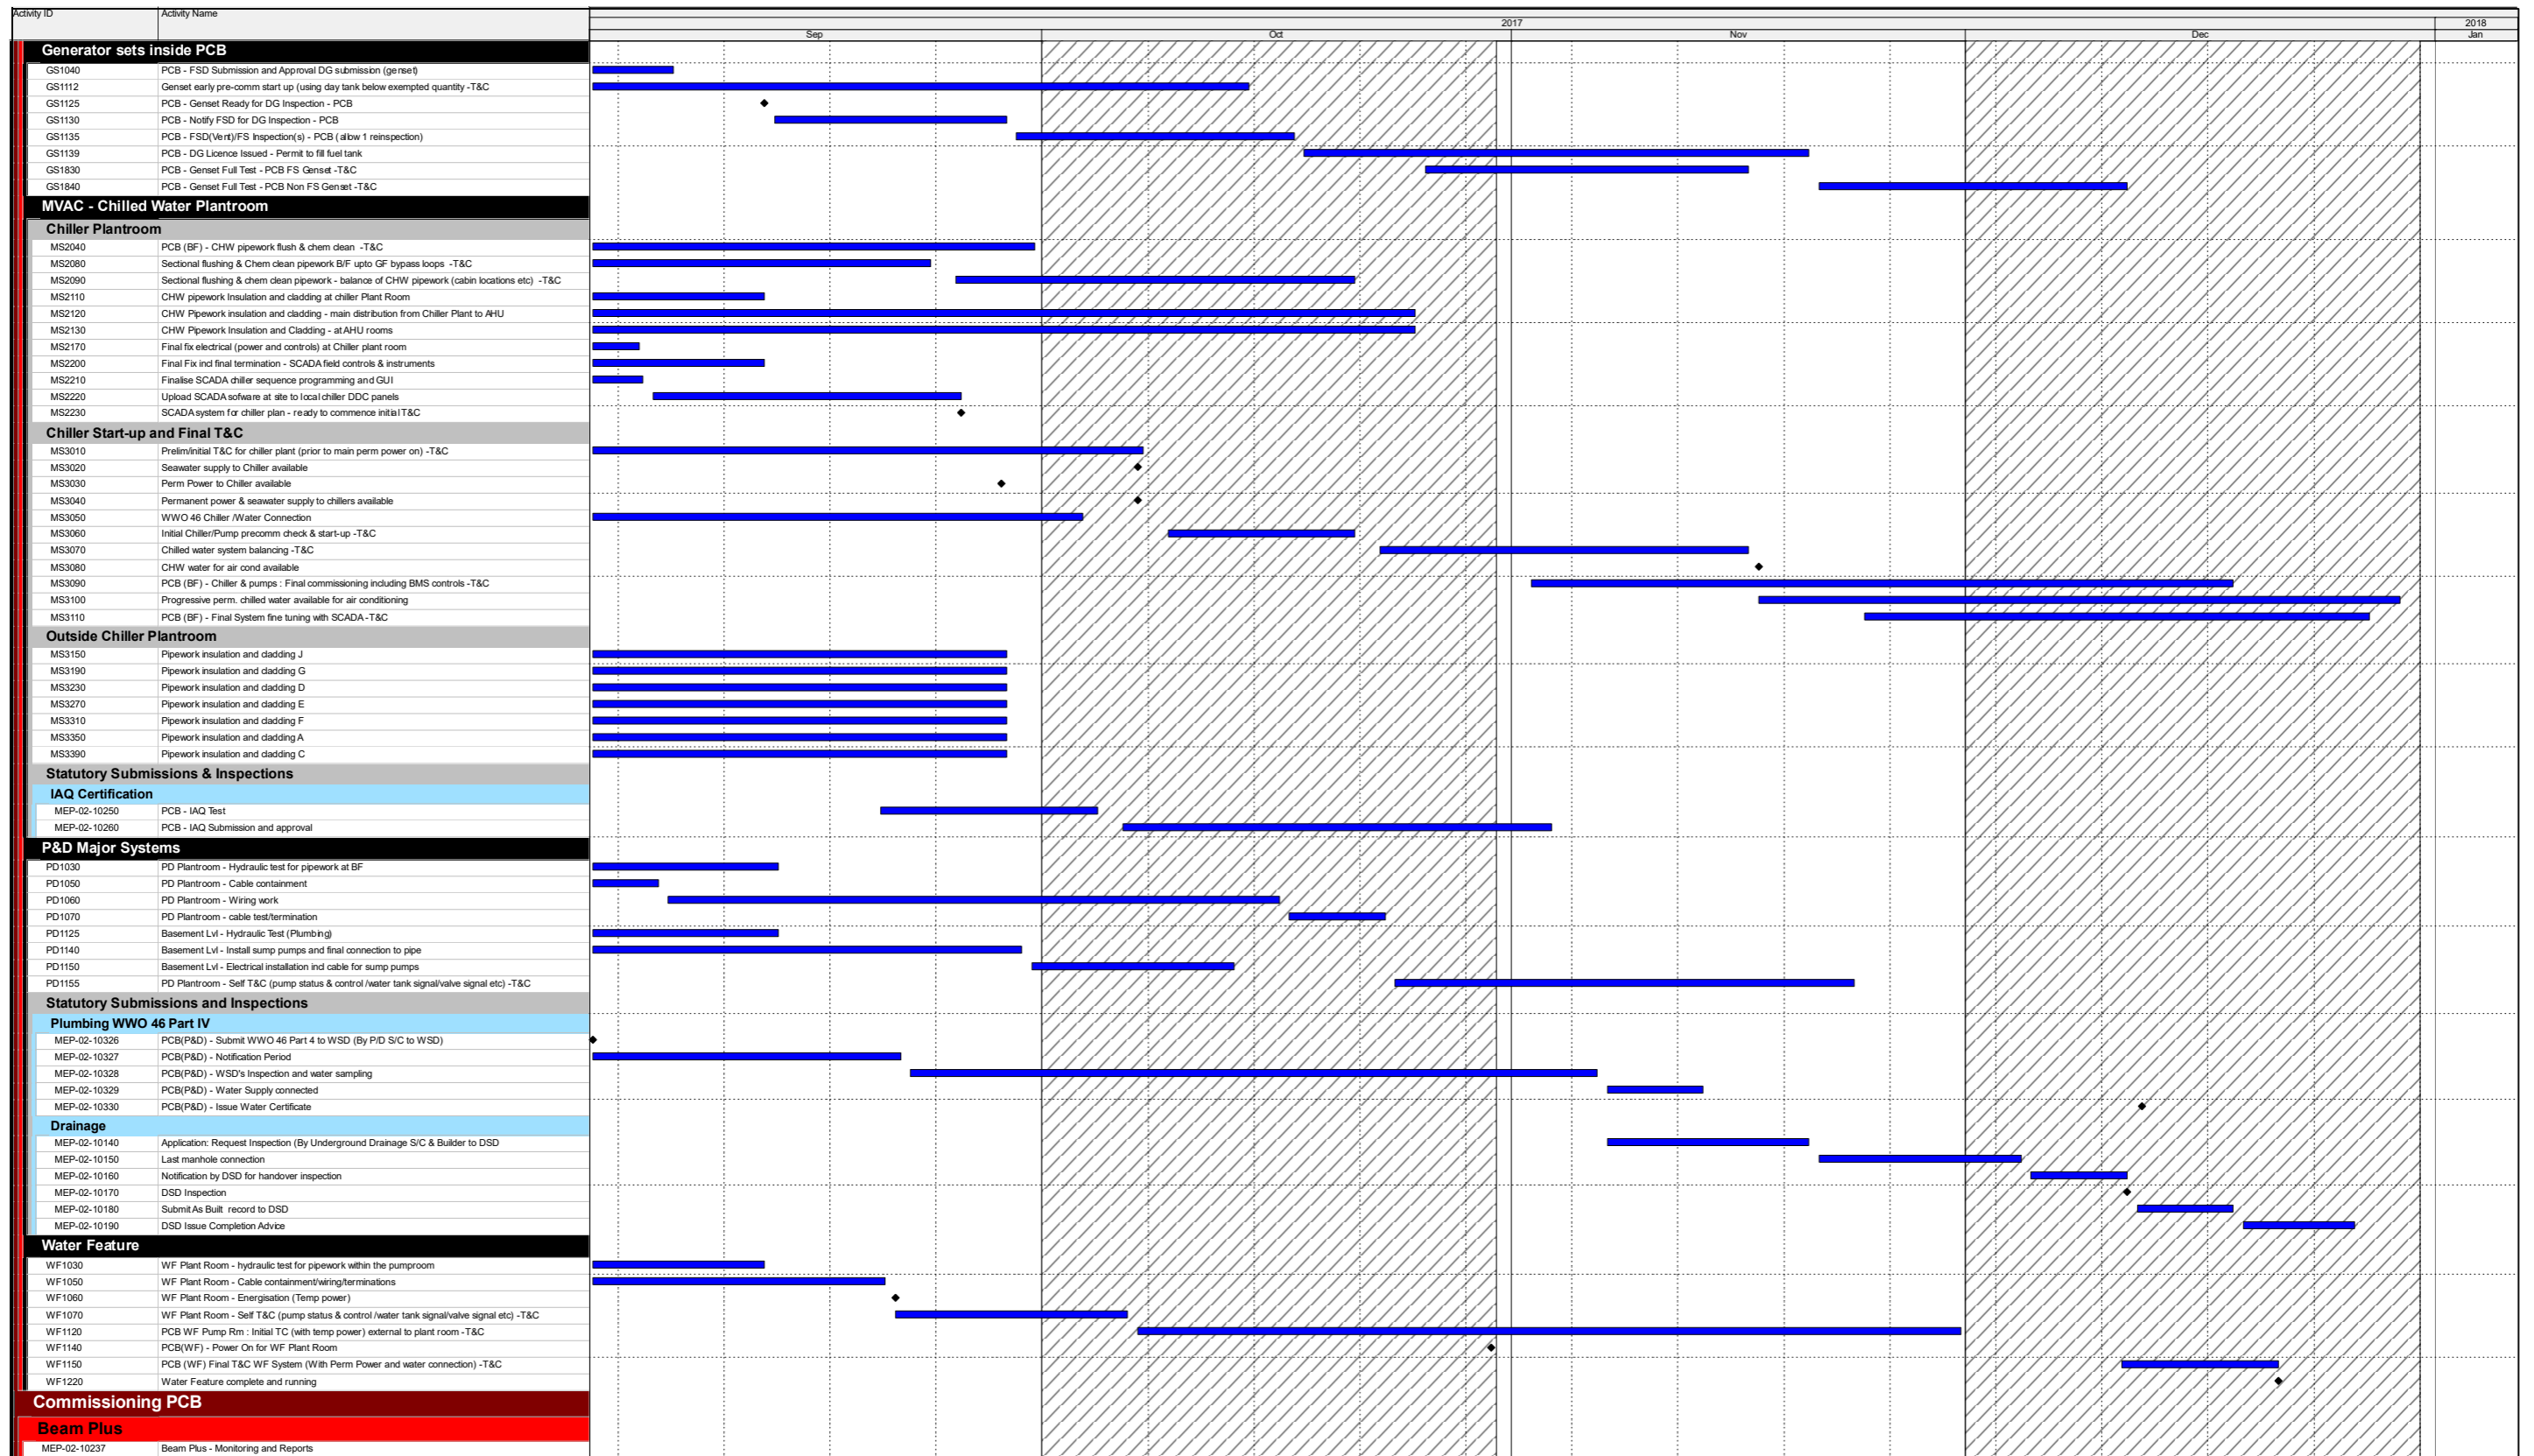 Activity ID Activity Name
2017 2018
Sep Oct Nov Dec Jan
Generator sets inside PCB
GS1040 PCB - FSD Submission and Approval DG submission (genset)
GS1112 Genset early pre-comm start up (using day tank below exempted quantity -T&C
GS1125 PCB - Genset Ready for DG Inspection - PCB
GS1130 PCB - Notify FSD for DG Inspection - PCB
GS1135 PCB - FSD(Vent)/FS Inspection(s) - PCB (allow 1 reinspection)
GS1139 PCB - DG Licence Issued - Permit to fill fuel tank
GS1830 PCB - Genset Full Test - PCB FS Genset -T&C
GS1840 PCB - Genset Full Test - PCB Non FS Genset -T&C
MVAC - Chilled Water Plantroom
Chiller Plantroom
MS2040 PCB (BF) - CHW pipework flush & chem clean -T&C
MS2080 Sectional flushing & Chem clean pipework B/F upto GF bypass loops -T&C
MS2090 Sectional flushing & chem clean pipework - balance of CHW pipework (cabin locations etc) -T&C
MS2110 CHW pipework Insulation and cladding at chiller Plant Room
MS2120 CHW Pipework insulation and cladding - main distribution from Chiller Plant to AHU
MS2130 CHW Pipework Insulation and Cladding - at AHU rooms
MS2170 Final fix electrical (power and controls) at Chiller plant room
MS2200 Final Fix incl final termination - SCADA field controls & instruments
MS2210 Finalise SCADA chiller sequence programming and GUI
MS2220 Upload SCADA sofware at site to local chiller DDC panels
MS2230 SCADA system for chiller plan - ready to commence initial T&C
Chiller Start-up and Final T&C
MS3010 Prelim/initial T&C for chiller plant (prior to main perm power on) -T&C
MS3020 Seawater supply to Chiller available
MS3030 Perm Power to Chiller available
MS3040 Permanent power & seawater supply to chillers available
MS3050 WWO 46 Chiller /Water Connection
MS3060 Initial Chiller/Pump precomm check & start-up -T&C
MS3070 Chilled water system balancing -T&C
MS3080 CHW water for air cond available
MS3090 PCB (BF) - Chiller & pumps : Final commissioning including BMS controls -T&C
MS3100 Progressive perm. chilled water available for air conditioning
MS3110 PCB (BF) - Final System fine tuning with SCADA -T&C
Outside Chiller Plantroom
MS3150 Pipework insulation and cladding J
MS3190 Pipework insulation and cladding G
MS3230 Pipework insulation and cladding D
MS3270 Pipework insulation and cladding E
MS3310 Pipework insulation and cladding F
MS3350 Pipework insulation and cladding A
MS3390 Pipework insulation and cladding C
Statutory Submissions & Inspections
IAQ Certification
MEP-02-10250 PCB - IAQ Test
MEP-02-10260 PCB - IAQ Submission and approval
P&D Major Systems
PD1030 PD Plantroom - Hydraulic test for pipework at BF
PD1050 PD Plantroom - Cable containment
PD1060 PD Plantroom - Wiring work
PD1070 PD Plantroom - cable test/termination
PD1125 Basement Lvl - Hydraulic Test (Plumbing)
PD1140 Basement Lvl - Install sump pumps and final connection to pipe
PD1150 Basement Lvl - Electrical installation incl cable for sump pumps
PD1155 PD Plantroom - Self T&C (pump status & control /water tank signal/valve signal etc) -T&C
Statutory Submissions and Inspections
Plumbing WWO 46 Part IV
MEP-02-10326 PCB(P&D) - Submit WWO 46 Part 4 to WSD (By P/D S/C to WSD)
MEP-02-10327 PCB(P&D) - Notification Period
MEP-02-10328 PCB(P&D) - WSD's Inspection and water sampling
MEP-02-10329 PCB(P&D) - Water Supply connected
MEP-02-10330 PCB(P&D) - Issue Water Certificate
Drainage
MEP-02-10140 Application: Request Inspection (By Underground Drainage S/C & Builder to DSD
MEP-02-10150 Last manhole connection
MEP-02-10160 Notification by DSD for handover inspection
MEP-02-10170 DSD Inspection
MEP-02-10180 Submit As Built record to DSD
MEP-02-10190 DSD Issue Completion Advice
Water Feature
WF1030 WF Plant Room - hydraulic test for pipework within the pumproom
WF1050 WF Plant Room - Cable containment/wiring/terminations
WF1060 WF Plant Room - Energisation (Temp power)
WF1070 WF Plant Room - Self T&C (pump status & control /water tank signal/valve signal etc) -T&C
WF1120 PCB WF Pump Rm : Initial TC (with temp power) external to plant room -T&C
WF1140 PCB(WF) - Power On for WF Plant Room
WF1150 PCB (WF) Final T&C WF System (With Perm Power and water connection) -T&C
WF1220 Water Feature complete and running
Commissioning PCB
Beam Plus
MEP-02-10237 Beam Plus - Monitoring and Reports